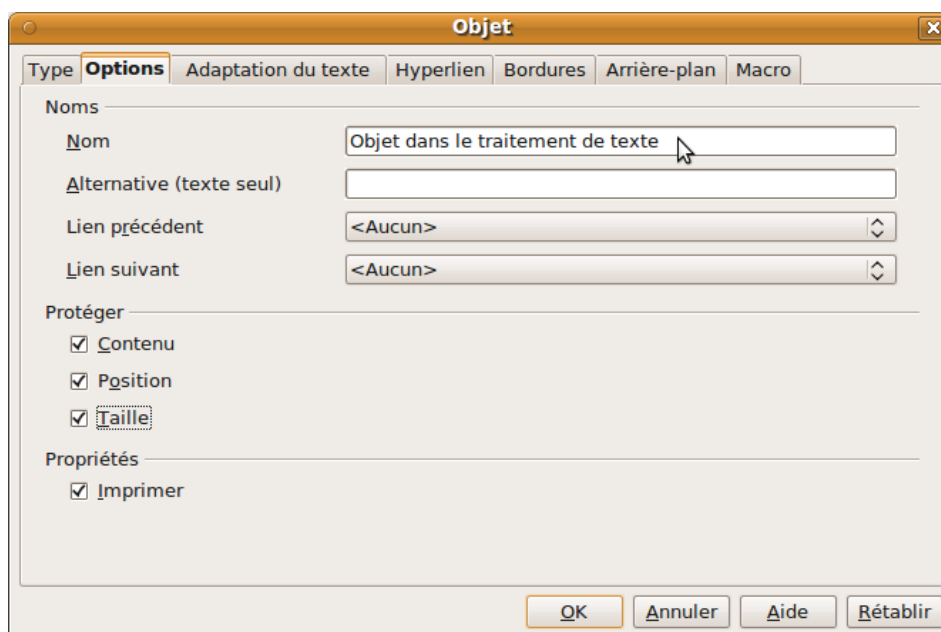 Objet
Type Options Adaptation du texte Hyperlien Bordures Arrière-plan Macro
Noms
Nom Objet dans le traitement de texte
Alternative (texte seul)
Lien précédent <Aucun>
Lien suivant <Aucun>
Protéger
Contenu
Position
Taille
Propriétés
Imprimer
OK Annuler Aide Rétablir